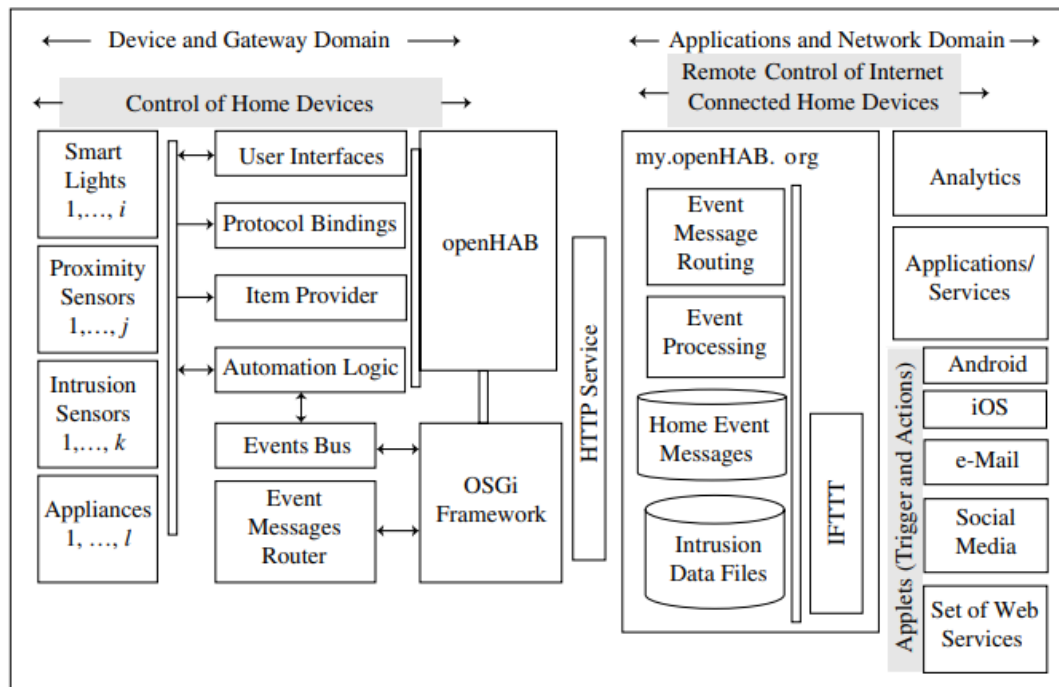 Device and Gateway Domain
Applications and Network Domain
Control of Home Devices
Remote Control of Internet
Connected Home Devices
Smart
Lights
1,…, i
Proximity
Sensors
1,…, j
Intrusion
Sensors
1,…, k
Appliances
1, …, l
User Interfaces
Protocol Bindings
Item Provider
Automation Logic
Events Bus
Event
Messages
Router
openHAB
OSGi
Framework
HTTP Service
my.openHAB. org
Event
Message
Routing
Event
Processing
Home Event
Messages
Intrusion
Data Files
IFTTT
Analytics
Applications/
Services
Applets (Trigger and Actions)
Android
iOS
e-Mail
Social
Media
Set of Web
Services